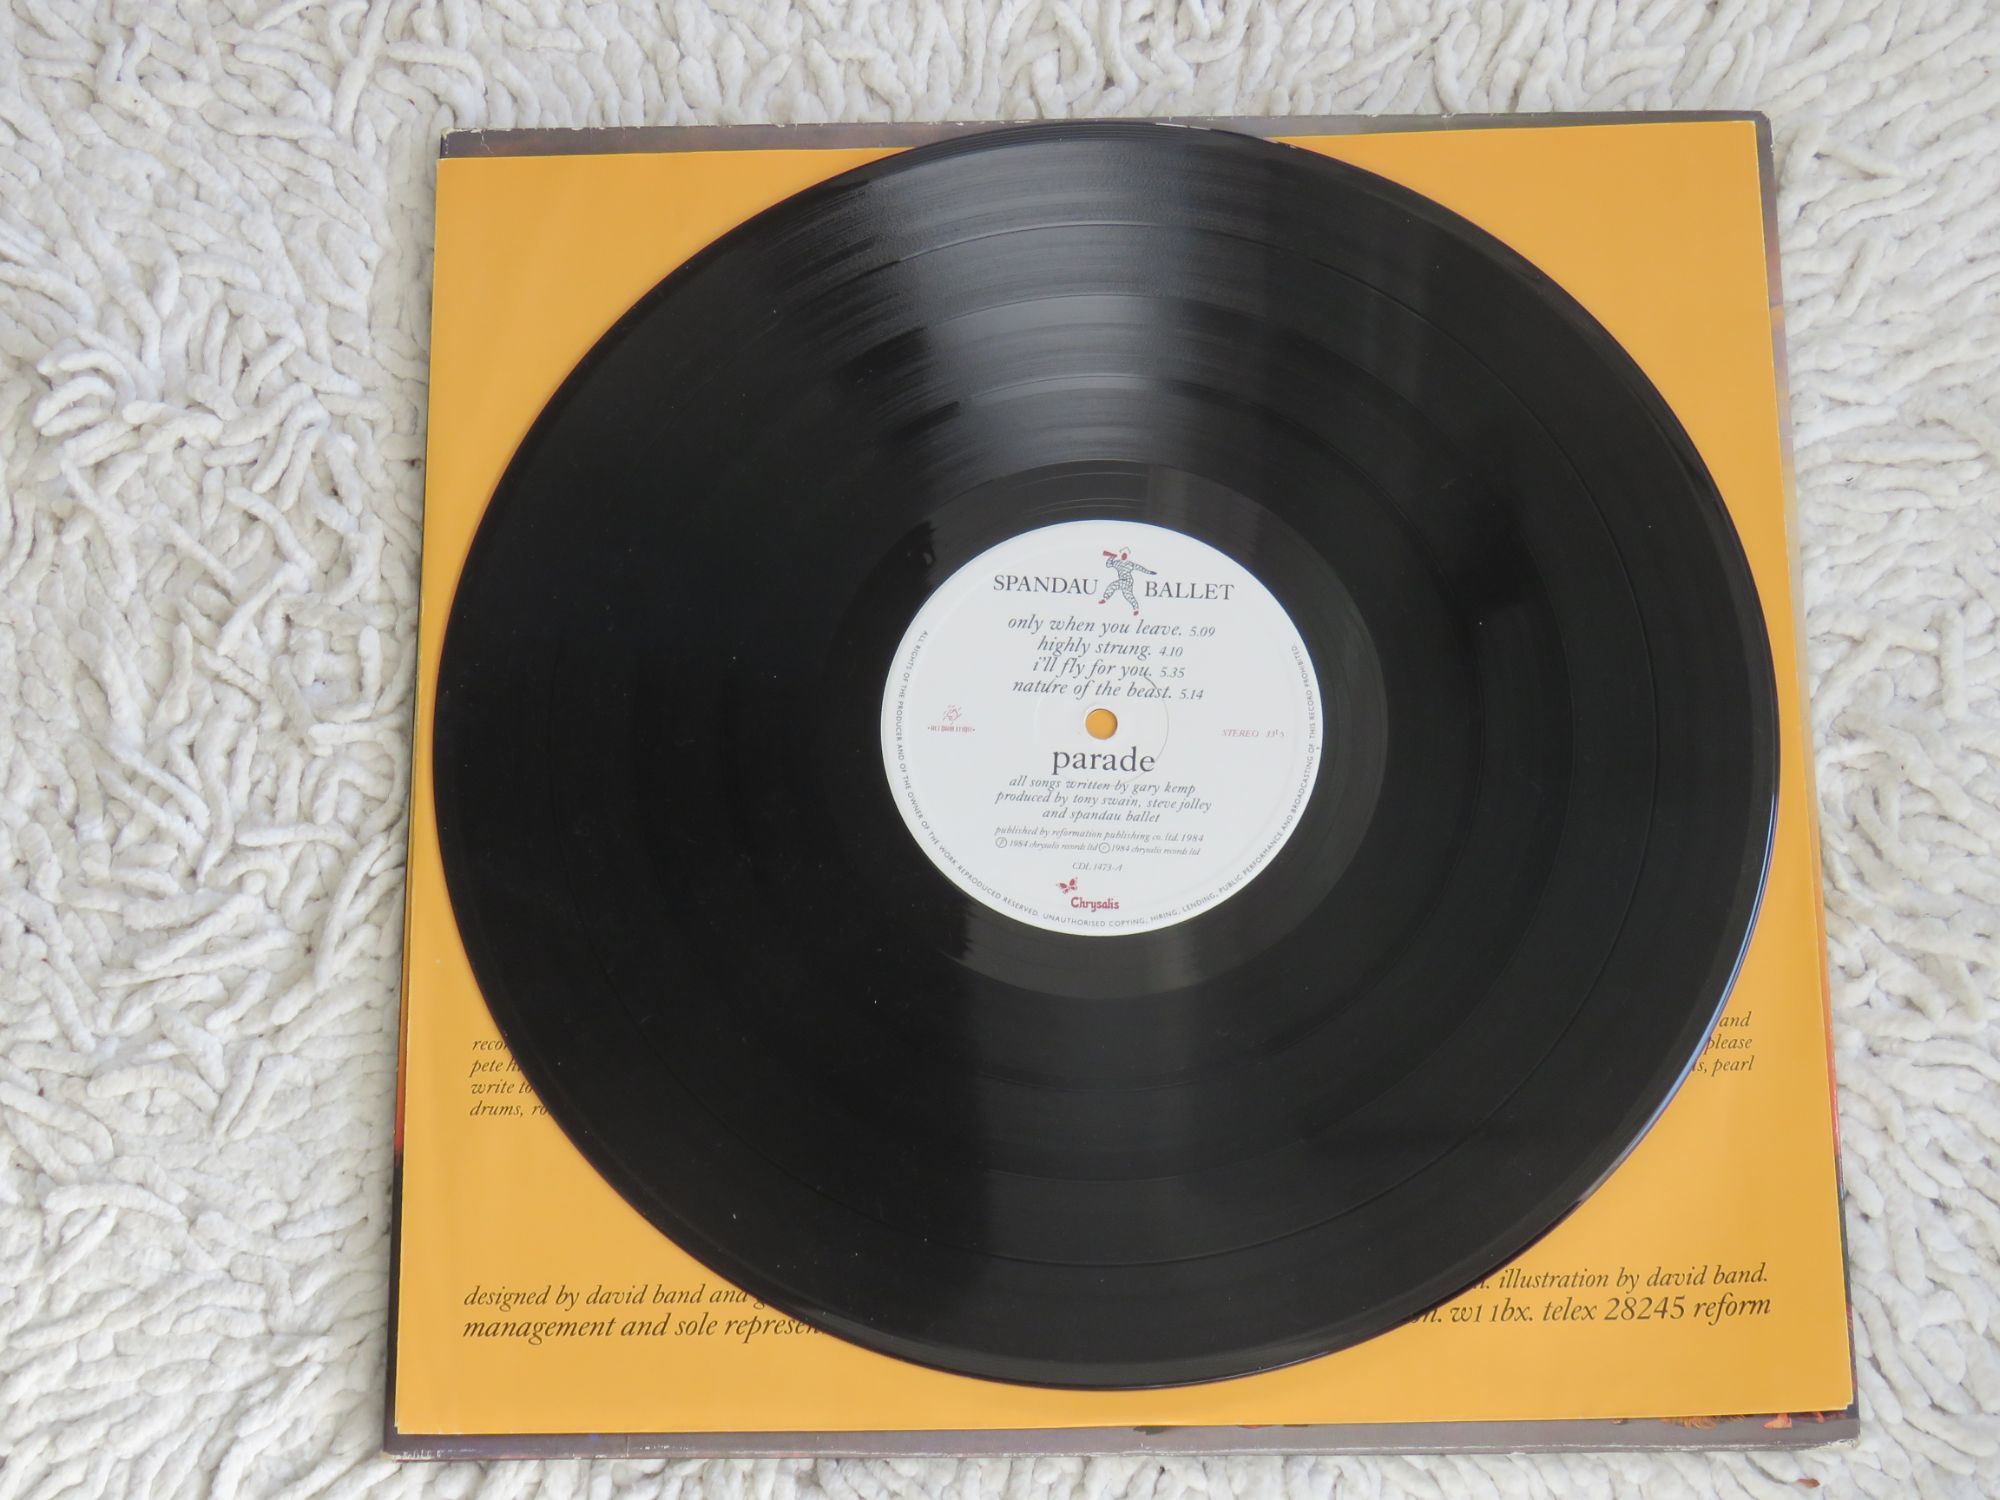 SPANDAU BALLET
only when you leave. 5.09
highly strung. 4.10
i'll fly for you. 5.35
nature of the beast. 5.14
STEREO 33⅓
parade
all songs written by gary kemp
produced by tony swain, steve jolley
and spandau ballet
published by reformation publishing co. ltd. 1984
Ⓟ 1984 chrysalis records ltd © 1984 chrysalis records ltd
CDL 1473-A
Chrysalis
ALL RIGHTS OF THE PRODUCER AND OF THE OWNER OF THE WORK REPRODUCED RESERVED. UNAUTHORISED COPYING, HIRING, LENDING, PUBLIC PERFORMANCE AND BROADCASTING OF THIS RECORD PROHIBITED.
and
please
pete
write to
pearl
drums,
designed by david band and
illustration by david band.
management and sole
w1 1bx. telex 28245 reform